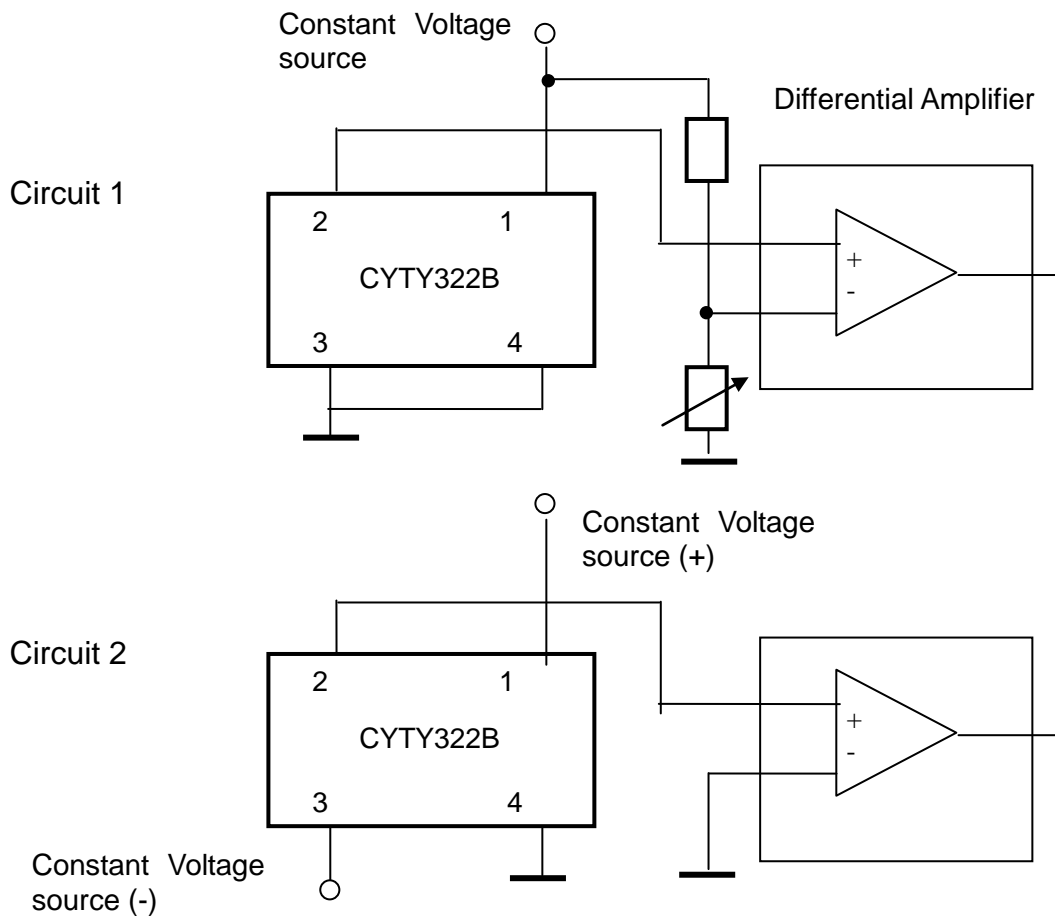 Constant Voltage
source
Differential Amplifier
Circuit 1
2 1
CYTY322B
+
-
3 4
Constant Voltage
source (+)
Circuit 2
2 1
CYTY322B
+
-
3 4
Constant Voltage
source (-)